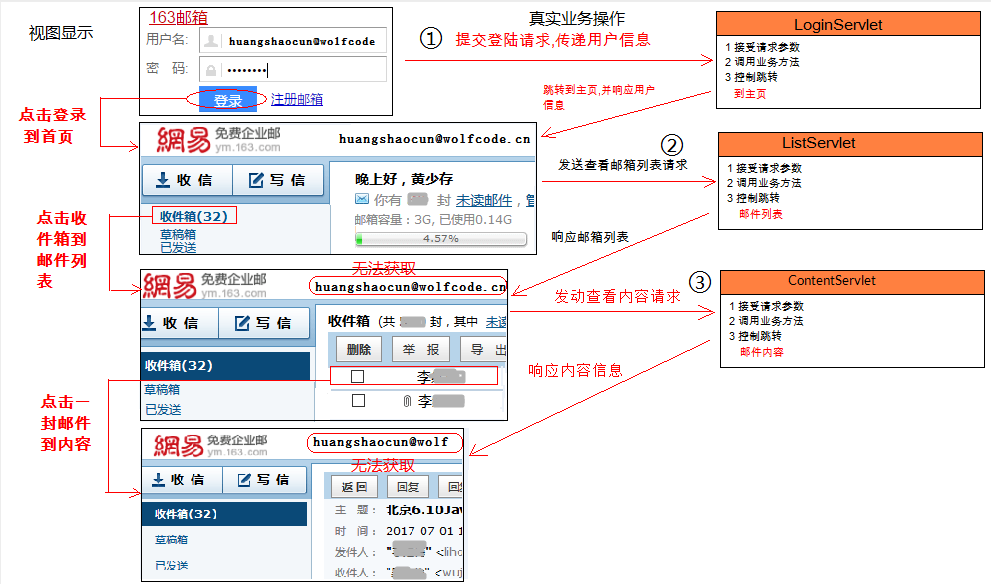 视图显示
163邮箱
用户名:
huangshaocun@wolfcode
密 码:
登录
注册邮箱
真实业务操作
① 提交登陆请求,传递用户信息
LoginServlet
1 接受请求参数
2 调用业务方法
3 控制跳转
到主页
跳转到主页,并响应用户
信息
点击登录
到首页
網易 免费企业邮
ym.163.com
huangshaocun@wolfcode.cn
收 信
写 信
收件箱(32)
草稿箱
已发送
晚上好，黄少存
你有 封 未读邮件，
邮箱容量：3G, 已使用0.14G
4.57%
②
发送查看邮箱列表请求
ListServlet
1 接受请求参数
2 调用业务方法
3 控制跳转
邮件列表
响应邮箱列表
点击收
件箱到
邮件列
表
無法获取
網易 免费企业邮
ym.163.com
huangshaocun@wolfcode.cn
收 信
写 信
收件箱(32)
草稿箱
已发送
收件箱 (共 封，其中 未读
删除
举 报
导 出
李
李
③
发动查看内容请求
ContentServlet
1 接受请求参数
2 调用业务方法
3 控制跳转
邮件内容
响应内容信息
点击一
封邮件
到内容
網易 免费企业邮
ym.163.com
huangshaocun@wolf
无法获取
收 信
写 信
收件箱(32)
草稿箱
已发送
返回
回复
主 题： 北京6.10Jav
时 间： 2017-07-01 1
发件人： " " <liho
收件人： " " <wuj